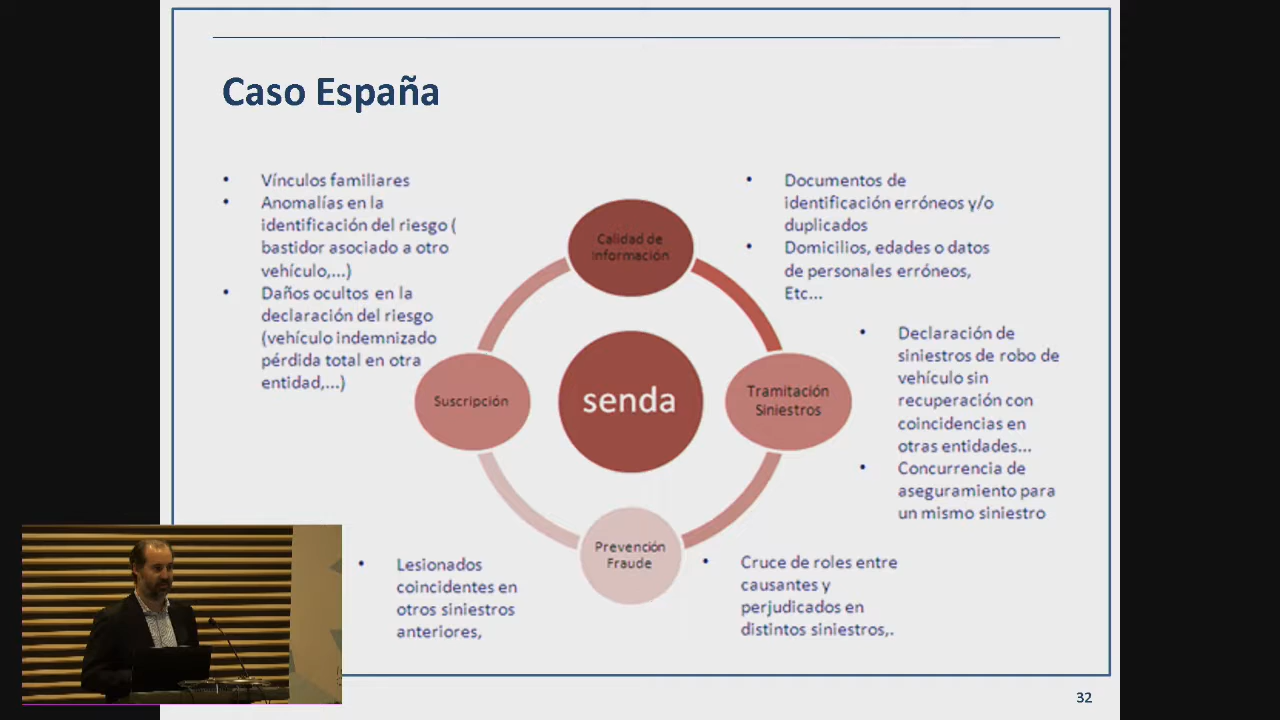 Caso España
• Vínculos familiares
• Anomalías en la
identificación del riesgo (
bastidor asociado a otro
vehículo,...)
• Daños ocultos en la
declaración del riesgo
(vehículo indemnizado
pérdida total en otra
entidad,...)
• Documentos de
identificación erróneos y/o
duplicados
• Domicilios, edades o datos
de personales erróneos,
Etc...
Calidad de
Información
• Declaración de
siniestros de robo de
vehículo sin
recuperación con
coincidencias en
otras entidades...
• Concurrencia de
aseguramiento para
un mismo siniestro
Suscripción
senda
Tramitación
Siniestros
Prevención
Fraude
• Lesionados
coincidentes en
otros siniestros
anteriores,
• Cruce de roles entre
causantes y
perjudicados en
distintos siniestros,.
32